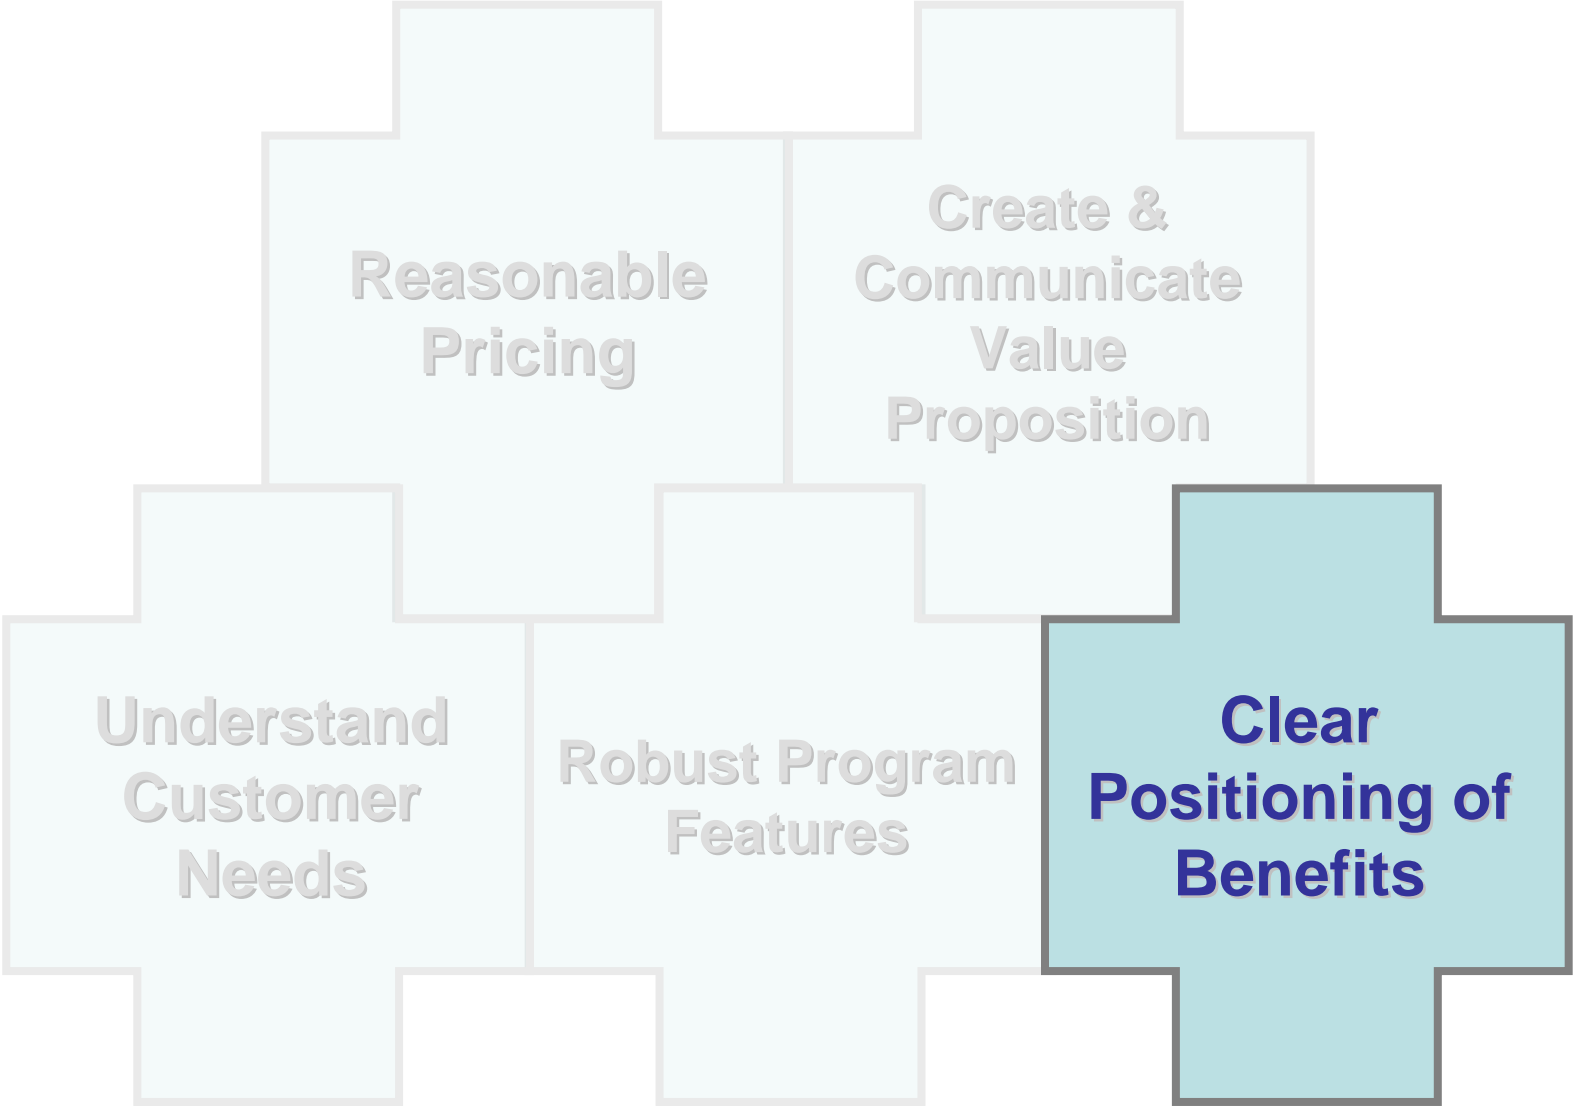 Reasonable
Pricing
Create &
Communicate
Value
Proposition
Understand
Customer
Needs
Robust Program
Features
Clear
Positioning of
Benefits